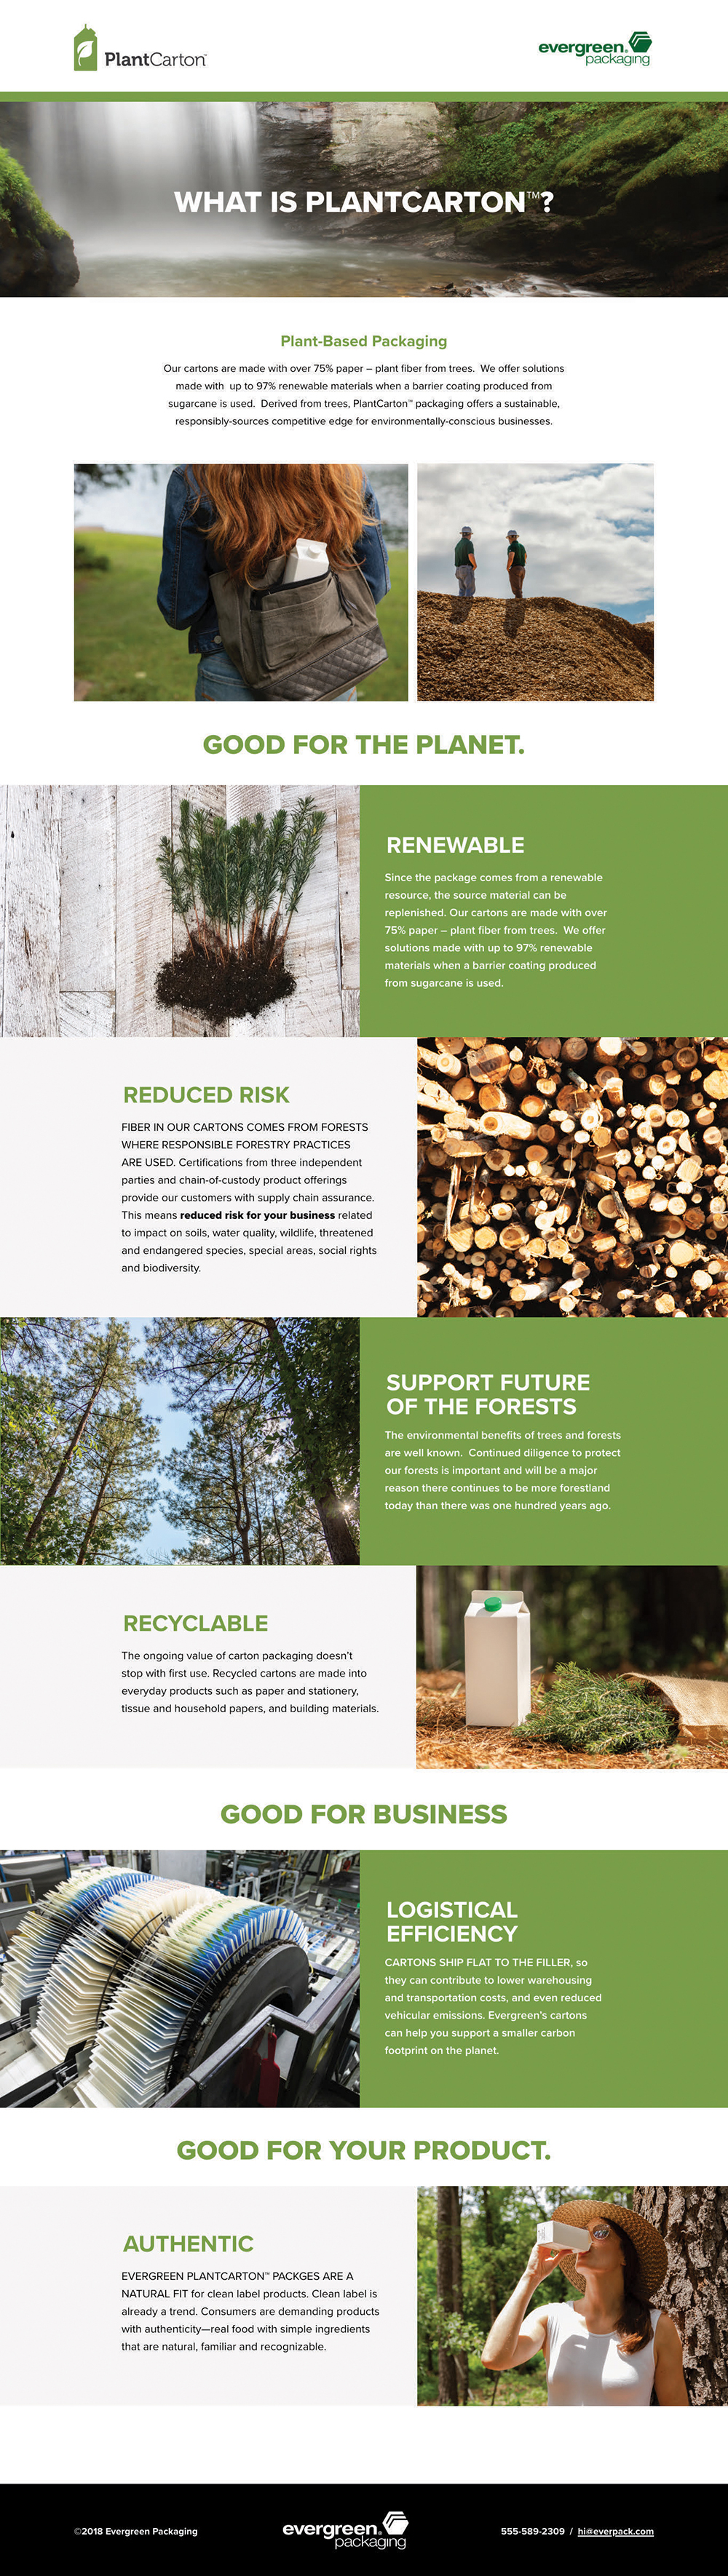 PlantCarton™
evergreen®
packaging
WHAT IS PLANTCARTON™?
Plant-Based Packaging
Our cartons are made with over 75% paper – plant fiber from trees. We offer solutions
made with up to 97% renewable materials when a barrier coating produced from
sugarcane is used. Derived from trees, PlantCarton™ packaging offers a sustainable,
responsibly-sources competitive edge for environmentally-conscious businesses.
GOOD FOR THE PLANET.
RENEWABLE
Since the package comes from a renewable
resource, the source material can be
replenished. Our cartons are made with over
75% paper – plant fiber from trees. We offer
solutions made with up to 97% renewable
materials when a barrier coating produced
from sugarcane is used.
REDUCED RISK
FIBER IN OUR CARTONS COMES FROM FORESTS
WHERE RESPONSIBLE FORESTRY PRACTICES
ARE USED. Certifications from three independent
parties and chain-of-custody product offerings
provide our customers with supply chain assurance.
This means reduced risk for your business related
to impact on soils, water quality, wildlife, threatened
and endangered species, special areas, social rights
and biodiversity.
SUPPORT FUTURE
OF THE FORESTS
The environmental benefits of trees and forests
are well known. Continued diligence to protect
our forests is important and will be a major
reason there continues to be more forestland
today than there was one hundred years ago.
RECYCLABLE
The ongoing value of carton packaging doesn't
stop with first use. Recycled cartons are made into
everyday products such as paper and stationery,
tissue and household papers, and building materials.
GOOD FOR BUSINESS
LOGISTICAL
EFFICIENCY
CARTONS SHIP FLAT TO THE FILLER, so
they can contribute to lower warehousing
and transportation costs, and even reduced
vehicular emissions. Evergreen's cartons
can help you support a smaller carbon
footprint on the planet.
GOOD FOR YOUR PRODUCT.
AUTHENTIC
EVERGREEN PLANTCARTON™ PACKGES ARE A
NATURAL FIT for clean label products. Clean label is
already a trend. Consumers are demanding products
with authenticity—real food with simple ingredients
that are natural, familiar and recognizable.
©2018 Evergreen Packaging
evergreen®
packaging
555-589-2309 / hi@everpack.com